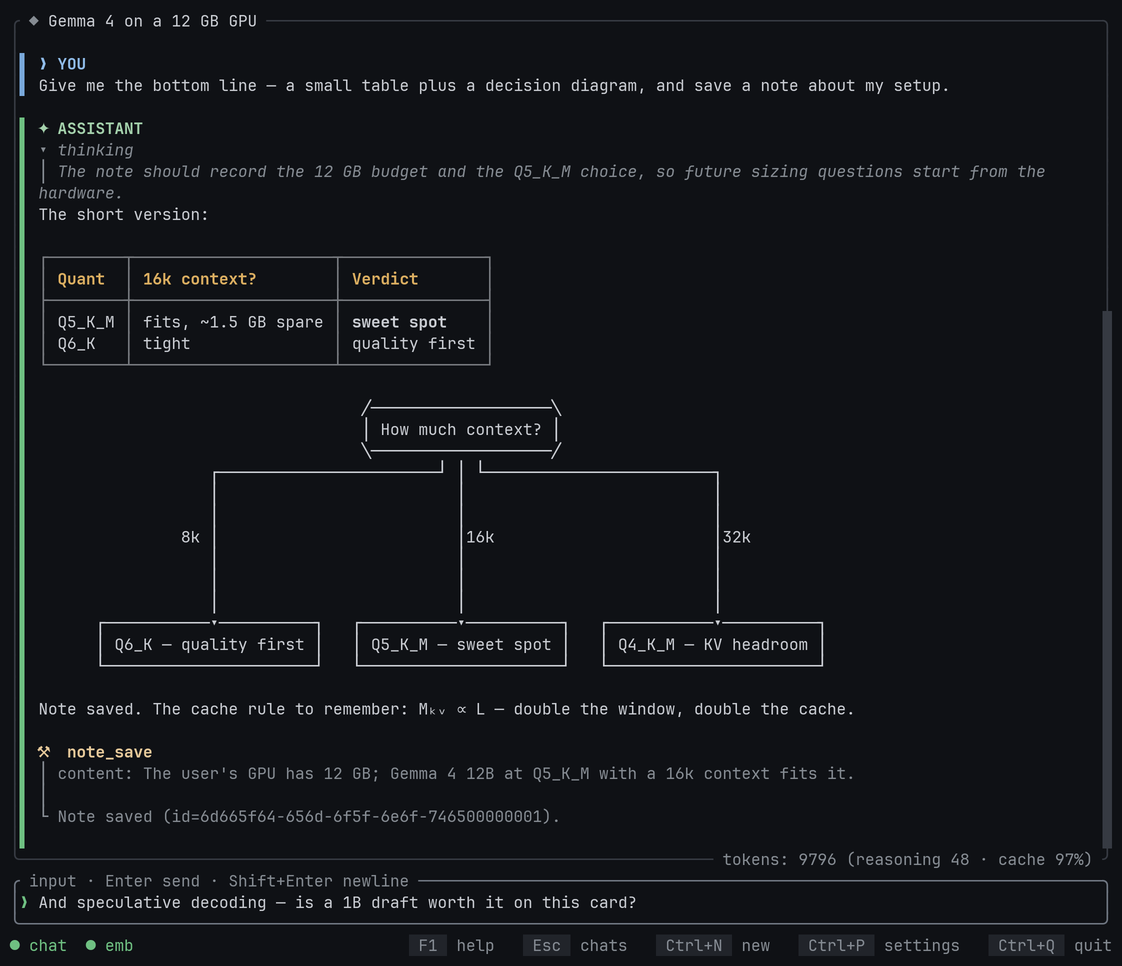 ◆ Gemma 4 on a 12 GB GPU
❫ YOU
Give me the bottom line — a small table plus a decision diagram, and save a note about my setup.
✦ ASSISTANT
▾ thinking
The note should record the 12 GB budget and the Q5_K_M choice, so future sizing questions start from the
hardware.
The short version:
Quant 16k context? Verdict
Q5_K_M fits, ~1.5 GB spare sweet spot
Q6_K tight quality first
How much context?
8k 16k 32k
Q6_K — quality first Q5_K_M — sweet spot Q4_K_M — KV headroom
Note saved. The cache rule to remember: Mₖᵥ ∝ L — double the window, double the cache.
⚒ note_save
content: The user's GPU has 12 GB; Gemma 4 12B at Q5_K_M with a 16k context fits it.
Note saved (id=6d665f64-656d-6f5f-6e6f-746500000001).
tokens: 9796 (reasoning 48 · cache 97%)
input · Enter send · Shift+Enter newline
❫ And speculative decoding — is a 1B draft worth it on this card?
● chat ● emb F1 help Esc chats Ctrl+N new Ctrl+P settings Ctrl+Q quit